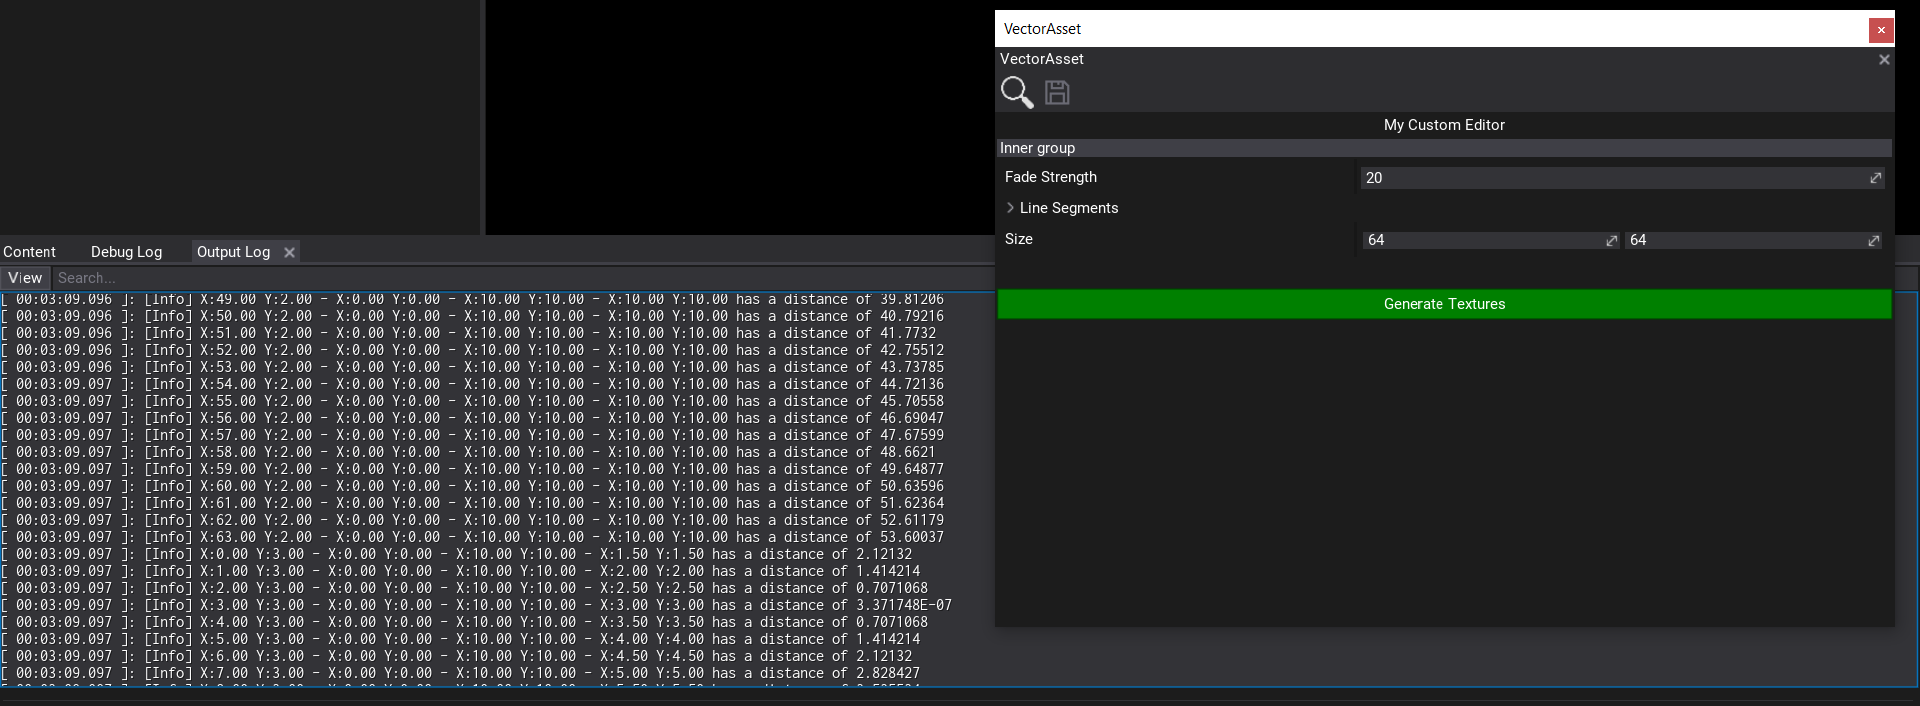 VectorAsset
VectorAsset
My Custom Editor
Inner group
Fade Strength 20
Line Segments
Size 64 64
Generate Textures
Content Debug Log Output Log
View Search...
[ 00:03:09.096 ]: [Info] X:49.00 Y:2.00 - X:0.00 Y:0.00 - X:10.00 Y:10.00 - X:10.00 Y:10.00 has a distance of 39.81206
[ 00:03:09.096 ]: [Info] X:50.00 Y:2.00 - X:0.00 Y:0.00 - X:10.00 Y:10.00 - X:10.00 Y:10.00 has a distance of 40.79216
[ 00:03:09.096 ]: [Info] X:51.00 Y:2.00 - X:0.00 Y:0.00 - X:10.00 Y:10.00 - X:10.00 Y:10.00 has a distance of 41.7732
[ 00:03:09.096 ]: [Info] X:52.00 Y:2.00 - X:0.00 Y:0.00 - X:10.00 Y:10.00 - X:10.00 Y:10.00 has a distance of 42.75512
[ 00:03:09.096 ]: [Info] X:53.00 Y:2.00 - X:0.00 Y:0.00 - X:10.00 Y:10.00 - X:10.00 Y:10.00 has a distance of 43.73785
[ 00:03:09.097 ]: [Info] X:54.00 Y:2.00 - X:0.00 Y:0.00 - X:10.00 Y:10.00 - X:10.00 Y:10.00 has a distance of 44.72136
[ 00:03:09.097 ]: [Info] X:55.00 Y:2.00 - X:0.00 Y:0.00 - X:10.00 Y:10.00 - X:10.00 Y:10.00 has a distance of 45.70558
[ 00:03:09.097 ]: [Info] X:56.00 Y:2.00 - X:0.00 Y:0.00 - X:10.00 Y:10.00 - X:10.00 Y:10.00 has a distance of 46.69047
[ 00:03:09.097 ]: [Info] X:57.00 Y:2.00 - X:0.00 Y:0.00 - X:10.00 Y:10.00 - X:10.00 Y:10.00 has a distance of 47.67599
[ 00:03:09.097 ]: [Info] X:58.00 Y:2.00 - X:0.00 Y:0.00 - X:10.00 Y:10.00 - X:10.00 Y:10.00 has a distance of 48.6621
[ 00:03:09.097 ]: [Info] X:59.00 Y:2.00 - X:0.00 Y:0.00 - X:10.00 Y:10.00 - X:10.00 Y:10.00 has a distance of 49.64877
[ 00:03:09.097 ]: [Info] X:60.00 Y:2.00 - X:0.00 Y:0.00 - X:10.00 Y:10.00 - X:10.00 Y:10.00 has a distance of 50.63596
[ 00:03:09.097 ]: [Info] X:61.00 Y:2.00 - X:0.00 Y:0.00 - X:10.00 Y:10.00 - X:10.00 Y:10.00 has a distance of 51.62364
[ 00:03:09.097 ]: [Info] X:62.00 Y:2.00 - X:0.00 Y:0.00 - X:10.00 Y:10.00 - X:10.00 Y:10.00 has a distance of 52.61179
[ 00:03:09.097 ]: [Info] X:63.00 Y:2.00 - X:0.00 Y:0.00 - X:10.00 Y:10.00 - X:10.00 Y:10.00 has a distance of 53.60037
[ 00:03:09.097 ]: [Info] X:0.00 Y:3.00 - X:0.00 Y:0.00 - X:10.00 Y:10.00 - X:1.50 Y:1.50 has a distance of 2.12132
[ 00:03:09.097 ]: [Info] X:1.00 Y:3.00 - X:0.00 Y:0.00 - X:10.00 Y:10.00 - X:2.00 Y:2.00 has a distance of 1.414214
[ 00:03:09.097 ]: [Info] X:2.00 Y:3.00 - X:0.00 Y:0.00 - X:10.00 Y:10.00 - X:2.50 Y:2.50 has a distance of 0.7071068
[ 00:03:09.097 ]: [Info] X:3.00 Y:3.00 - X:0.00 Y:0.00 - X:10.00 Y:10.00 - X:3.00 Y:3.00 has a distance of 3.371748E-07
[ 00:03:09.097 ]: [Info] X:4.00 Y:3.00 - X:0.00 Y:0.00 - X:10.00 Y:10.00 - X:3.50 Y:3.50 has a distance of 0.7071068
[ 00:03:09.097 ]: [Info] X:5.00 Y:3.00 - X:0.00 Y:0.00 - X:10.00 Y:10.00 - X:4.00 Y:4.00 has a distance of 1.414214
[ 00:03:09.097 ]: [Info] X:6.00 Y:3.00 - X:0.00 Y:0.00 - X:10.00 Y:10.00 - X:4.50 Y:4.50 has a distance of 2.12132
[ 00:03:09.097 ]: [Info] X:7.00 Y:3.00 - X:0.00 Y:0.00 - X:10.00 Y:10.00 - X:5.00 Y:5.00 has a distance of 2.828427